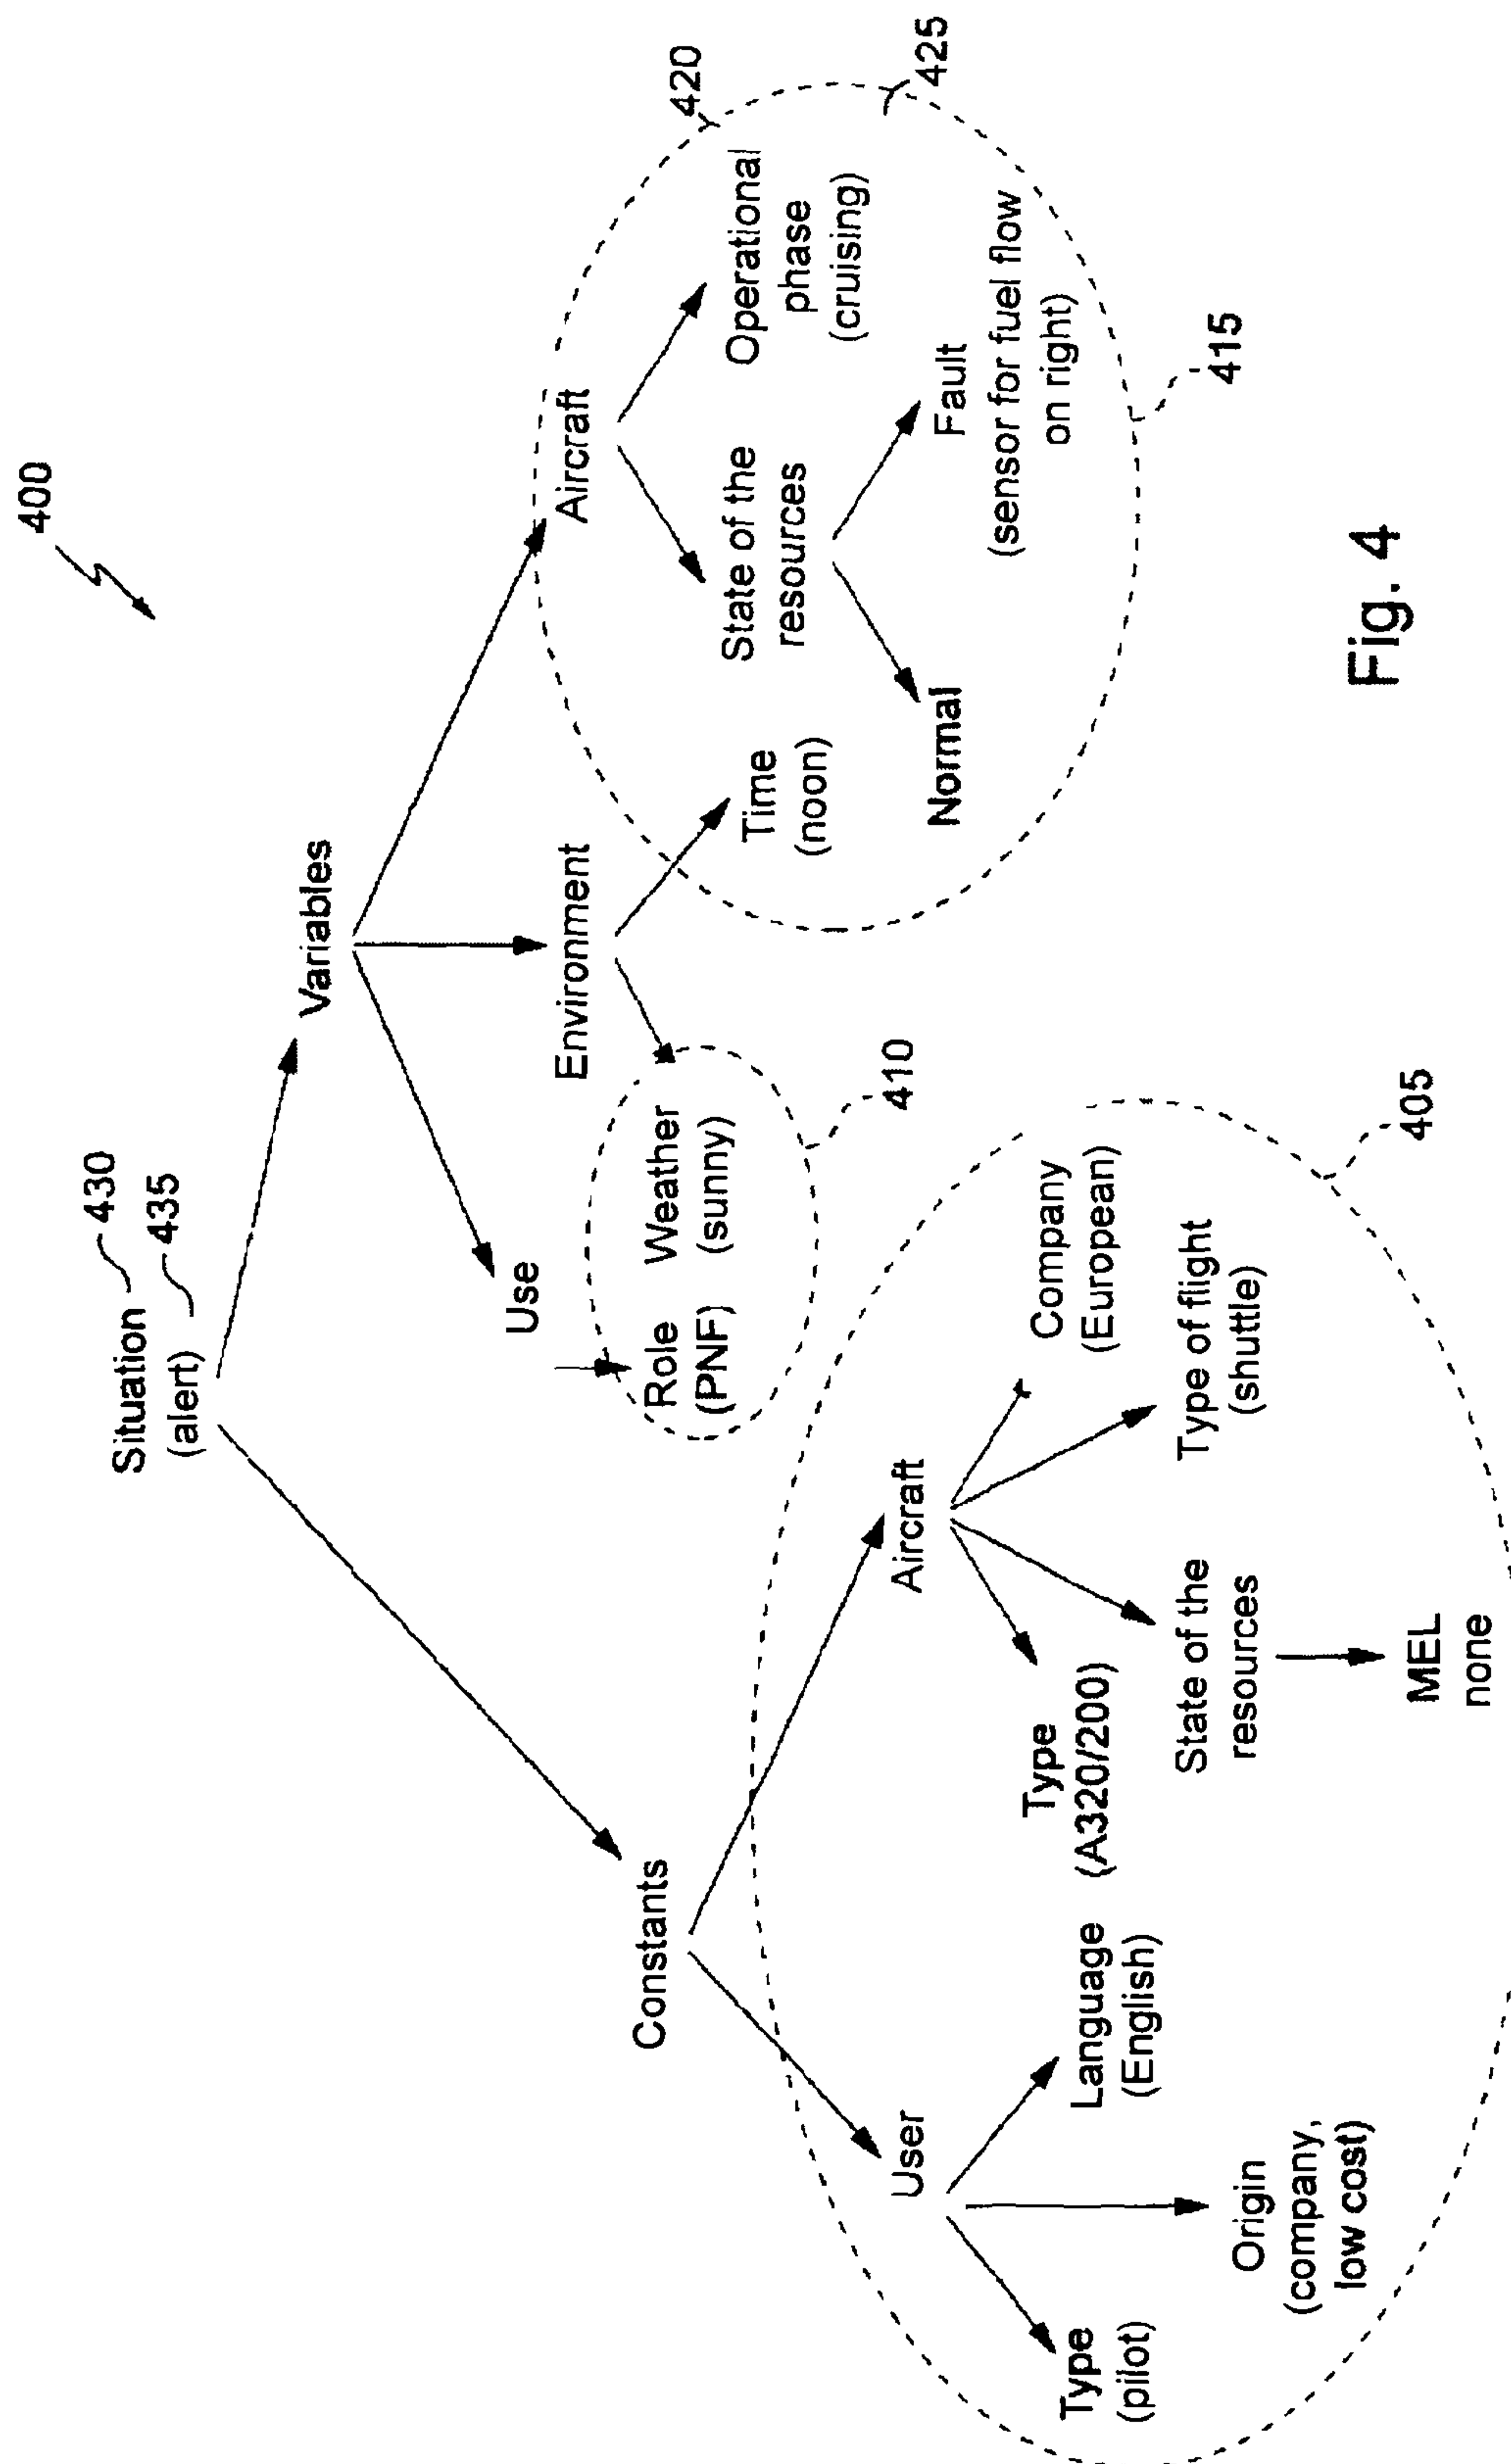 400
Situation
(alert)
430
435
Constants
Variables
User
Aircraft
Type
(pilot)
Origin
(company,
low cost)
Language
(English)
Type
(A320/200)
State of the
resources
MEL
none
Type of flight
(shuttle)
Company
(European)
405
Use
Role
(PNF)
Environment
Weather
(sunny)
410
Time
(noon)
Aircraft
State of the
resources
Normal
Fault
(sensor for fuel flow
on right)
Operational
phase
(cruising)
420
425
415
Fig. 4